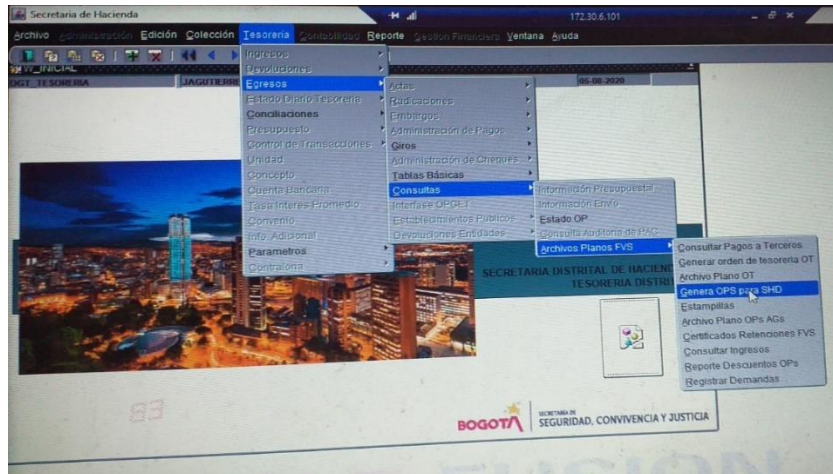 Secretaria de Hacienda
172.30.6.101
Archivo Administración Edición Colección Tesoreria Contabilidad Reporte Gestion Financiera Ventana Ayuda
W_INICIAL
OGT_TESORERIA
05-08-2020
Ingresos
Devoluciones
Egresos
Estado Diario Tesoreria
Conciliaciones
Presupuesto
Control de Transacciones
Unidad
Concepto
Cuenta Bancaria
Tasa Interes Promedio
Convenio
Info. Adicional
Parametros
Contraloria
Actas
Radicaciones
Embargos
Administración de Pagos
Giros
Administración de Cheques
Tablas Básicas
Consultas
Interfase OPGET
Establecimientos Publicos
Devoluciones Entidades
Información Presupuestal
Información Envio
Estado OP
Consulta Auditoria de PAC
Archivos Planos FVS
Consultar Pagos a Terceros
Generar orden de tesoreria OT
Archivo Plano OT
Genera OPS para SHD
Estampillas
Archivo Plano OPs AGs
Certificados Retenciones FVS
Consultar Ingresos
Reporte Descuentos OPs
Registrar Demandas
SECRETARIA DISTRITAL DE HACIEND
TESORERIA DISTRI
BOGOTÁ
SECRETARÍA DE
SEGURIDAD, CONVIVENCIA Y JUSTICIA